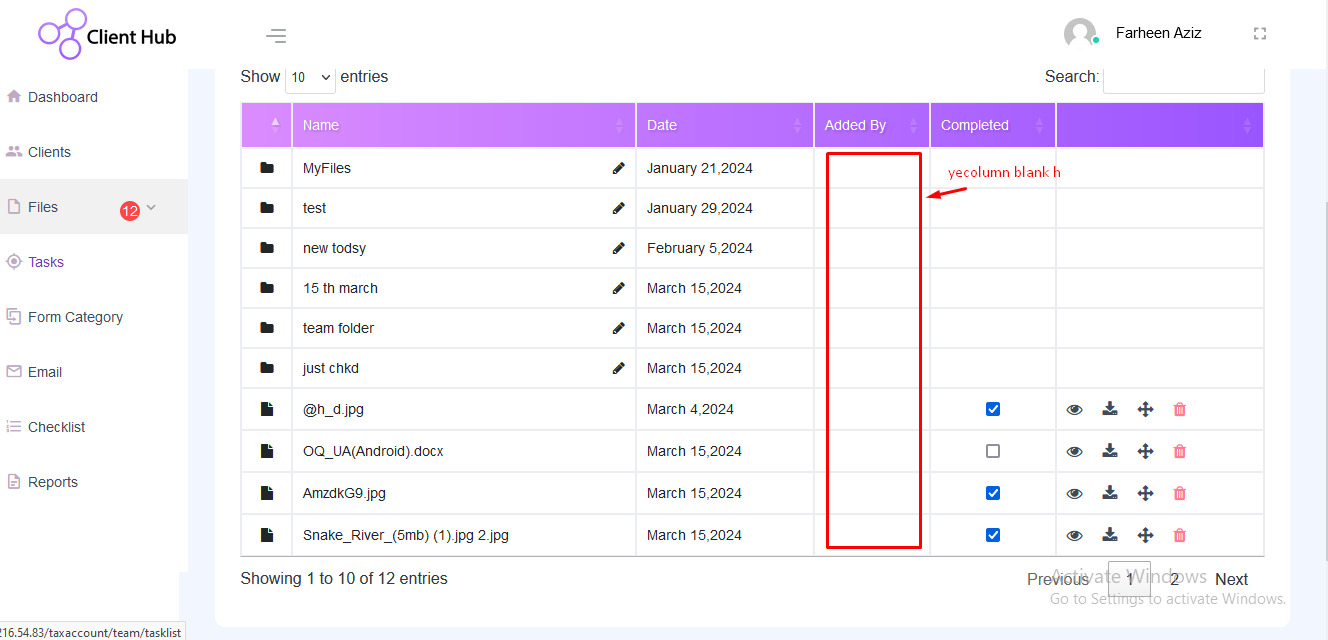 Client Hub
Farheen Aziz
Show 10 entries
Search:
Dashboard
Clients
Files 12
Tasks
Form Category
Email
Checklist
Reports
Name Date Added By Completed
MyFiles January 21,2024
yecolumn blank h
test January 29,2024
new todsy February 5,2024
15 th march March 15,2024
team folder March 15,2024
just chkd March 15,2024
@h_d.jpg March 4,2024
OQ_UA(Android).docx March 15,2024
AmzdkG9.jpg March 15,2024
Snake_River_(5mb) (1).jpg 2.jpg March 15,2024
Showing 1 to 10 of 12 entries
Previous 1 2 Next
Activate Windows
Go to Settings to activate Windows.
216.54.83/taxaccount/team/tasklist